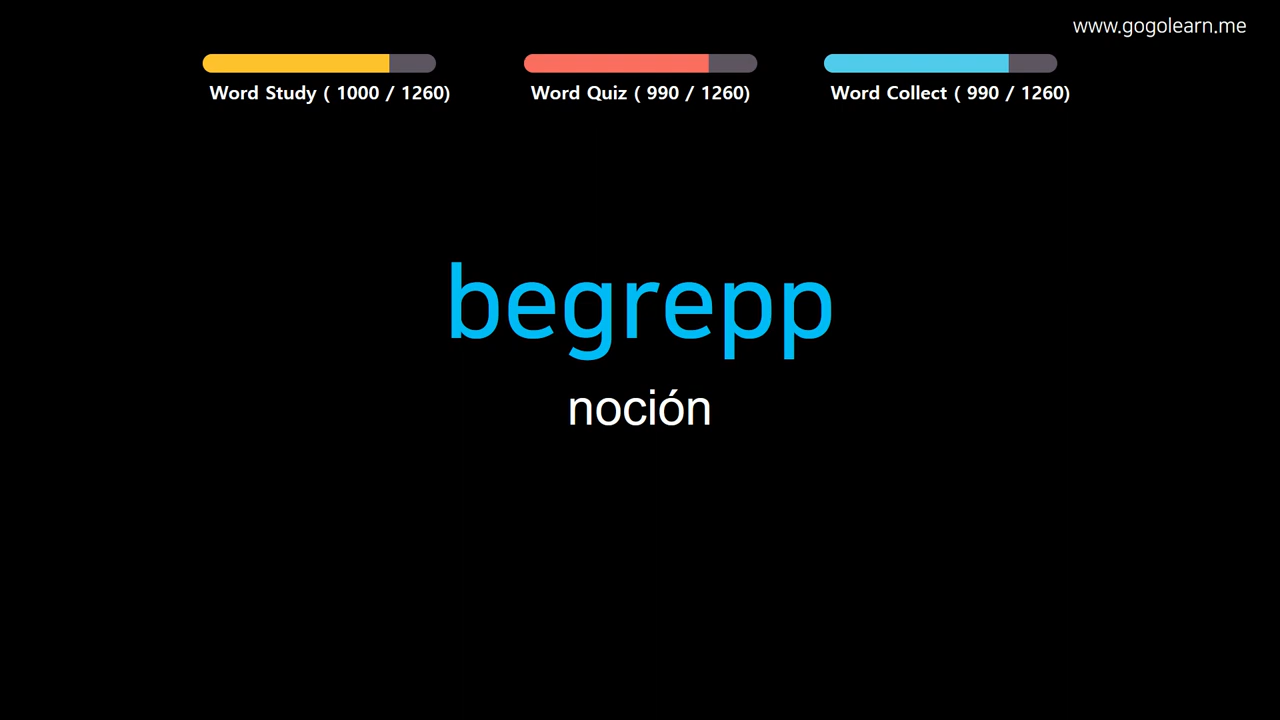 www.gogolearn.me
Word Study ( 1000 / 1260)
Word Quiz ( 990 / 1260)
Word Collect ( 990 / 1260)
begrepp
noción